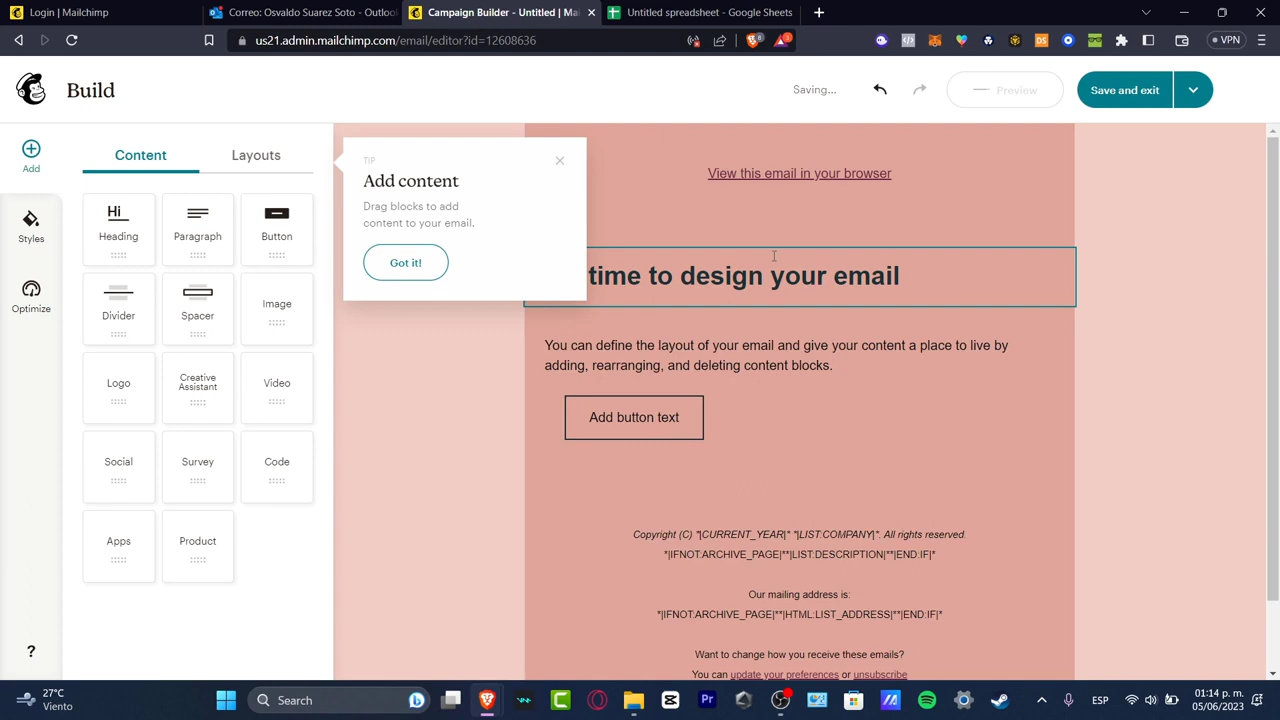 Login | Mailchimp
Correo: Osvaldo Suarez Soto - Outlo
Campaign Builder - Untitled | Mai
Untitled spreadsheet - Google Sheets
us21.admin.mailchimp.com/email/editor?id=12608636
8
3
VPN
Build
Saving...
Preview
Save and exit
Add
Styles
Optimize
Content
Layouts
Hi
Heading
Paragraph
Button
Divider
Spacer
Image
Logo
Creative
Assistant
Video
Social
Survey
Code
Apps
Product
?
TIP
Add content
Drag blocks to add
content to your email.
Got it!
View this email in your browser
time to design your email
You can define the layout of your email and give your content a place to live by
adding, rearranging, and deleting content blocks.
Add button text
Copyright (C) *|CURRENT_YEAR|* *|LIST:COMPANY|*. All rights reserved.
*|IFNOT:ARCHIVE_PAGE|**|LIST:DESCRIPTION|**|END:IF|*
Our mailing address is:
*|IFNOT:ARCHIVE_PAGE|**|HTML:LIST_ADDRESS|**|END:IF|*
Want to change how you receive these emails?
You can update your preferences or unsubscribe
27°C
Viento
Search
Pr
ESP
01:14 p. m.
05/06/2023